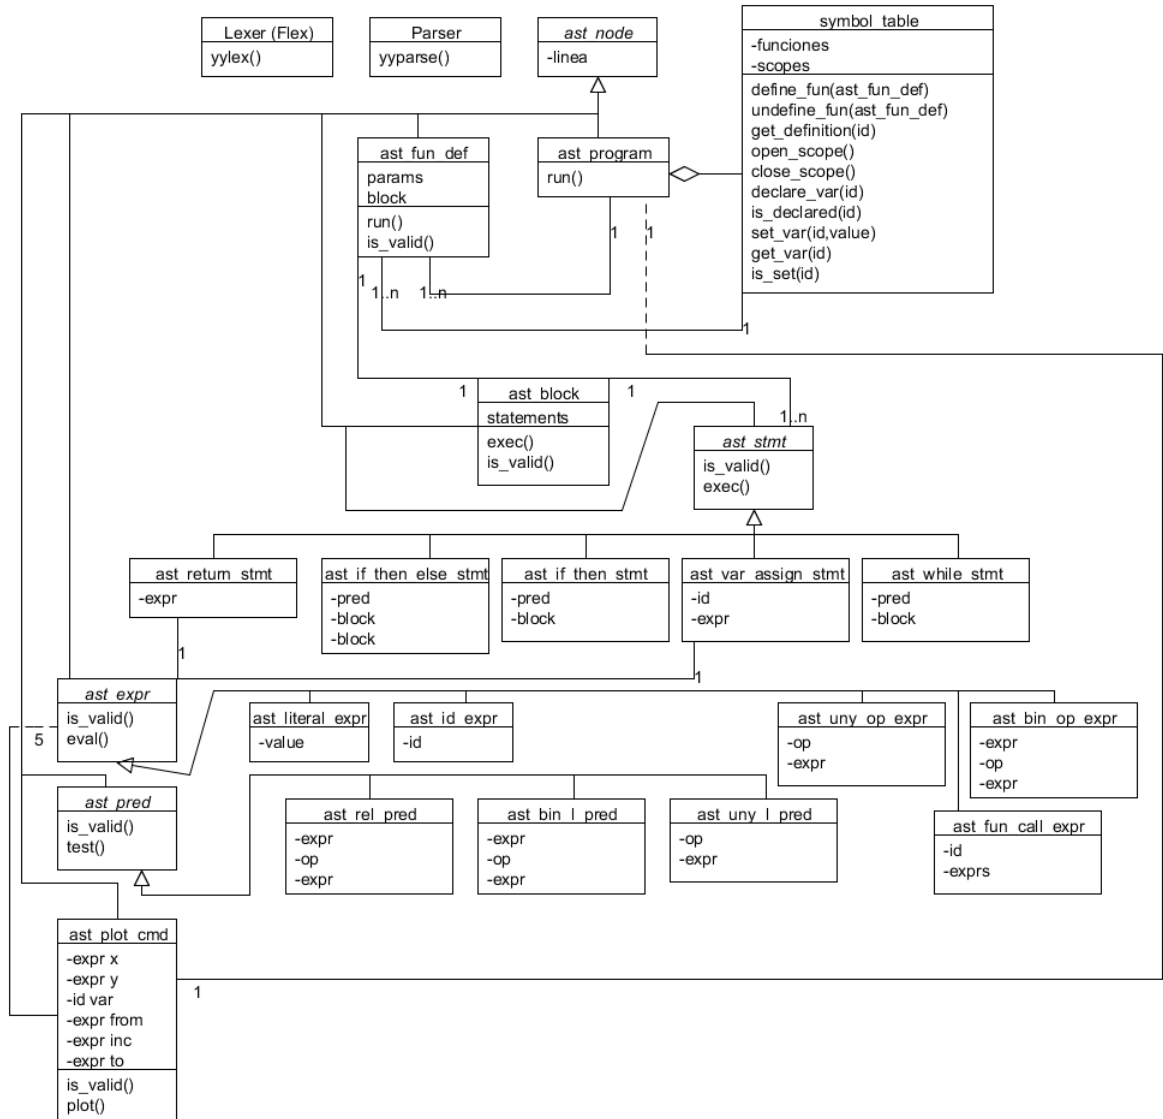 Lexer (Flex)
yylex()
Parser
yyparse()
ast_node
-linea
symbol_table
-funciones
-scopes
define_fun(ast_fun_def)
undefine_fun(ast_fun_def)
get_definition(id)
open_scope()
close_scope()
declare_var(id)
is_declared(id)
set_var(id,value)
get_var(id)
is_set(id)
ast_fun_def
params
block
run()
is_valid()
ast_program
run()
1
1
1
1..n
1..n
1
1
ast_block
statements
exec()
is_valid()
1
1..n
ast_stmt
is_valid()
exec()
ast_return_stmt
-expr
ast_if_then_else_stmt
-pred
-block
-block
ast_if_then_stmt
-pred
-block
ast_var_assign_stmt
-id
-expr
ast_while_stmt
-pred
-block
1
1
ast_expr
is_valid()
eval()
5
ast_literal_expr
-value
ast_id_expr
-id
ast_uny_op_expr
-op
-expr
ast_bin_op_expr
-expr
-op
-expr
ast_pred
is_valid()
test()
ast_rel_pred
-expr
-op
-expr
ast_bin_l_pred
-expr
-op
-expr
ast_uny_l_pred
-op
-expr
ast_fun_call_expr
-id
-exprs
ast_plot_cmd
-expr x
-expr y
-id var
-expr from
-expr inc
-expr to
is_valid()
plot()
1